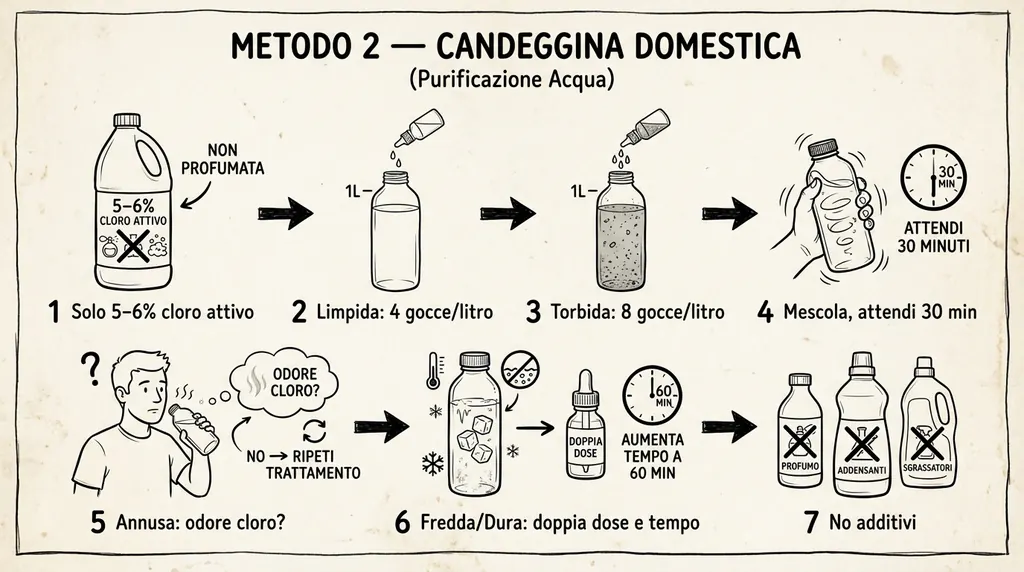 METODO 2 — CANDEGGINA DOMESTICA
(Purificazione Acqua)
NON
PROFUMATA
5–6%
CLORO ATTIVO
1L
1L
30
MIN
ATTENDI
30 MINUTI
1 Solo 5–6% cloro attivo
2 Limpida: 4 gocce/litro
3 Torbida: 8 gocce/litro
4 Mescola, attendi 30 min
?
ODORE
CLORO?
NO → RIPETI
TRATTAMENTO
DOPPIA
DOSE
60
MIN
AUMENTA
TEMPO A
60 MIN
PROFUMO
ADDENSANTI
SGRASSATORI
5 Annusa: odore cloro?
6 Fredda/Dura: doppia dose e tempo
7 No additivi